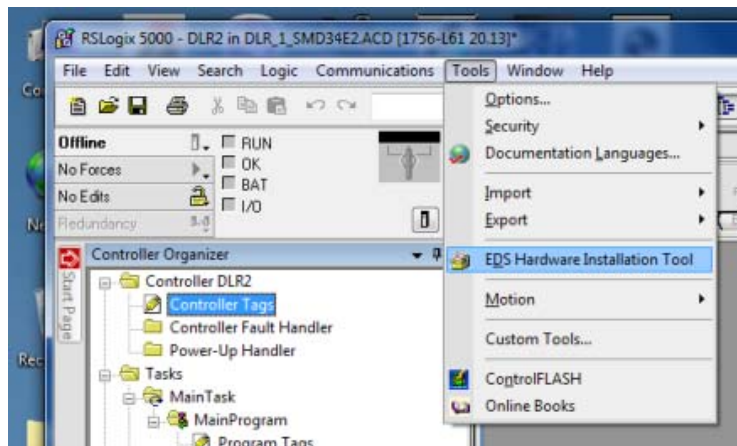 RSLogix 5000 - DLR2 in DLR_1_SMD34E2.ACD [1756-L61 20.13]*
File Edit View Search Logic Communications Tools Window Help
Offline
RUN
No Forces
OK
BAT
No Edits
I/O
Redundancy
Options...
Security
Documentation Languages...
Import
Export
EDS Hardware Installation Tool
Motion
Custom Tools...
ControlFLASH
Online Books
Start Page
Controller Organizer
Controller DLR2
Controller Tags
Controller Fault Handler
Power-Up Handler
Tasks
MainTask
MainProgram
Program Tags